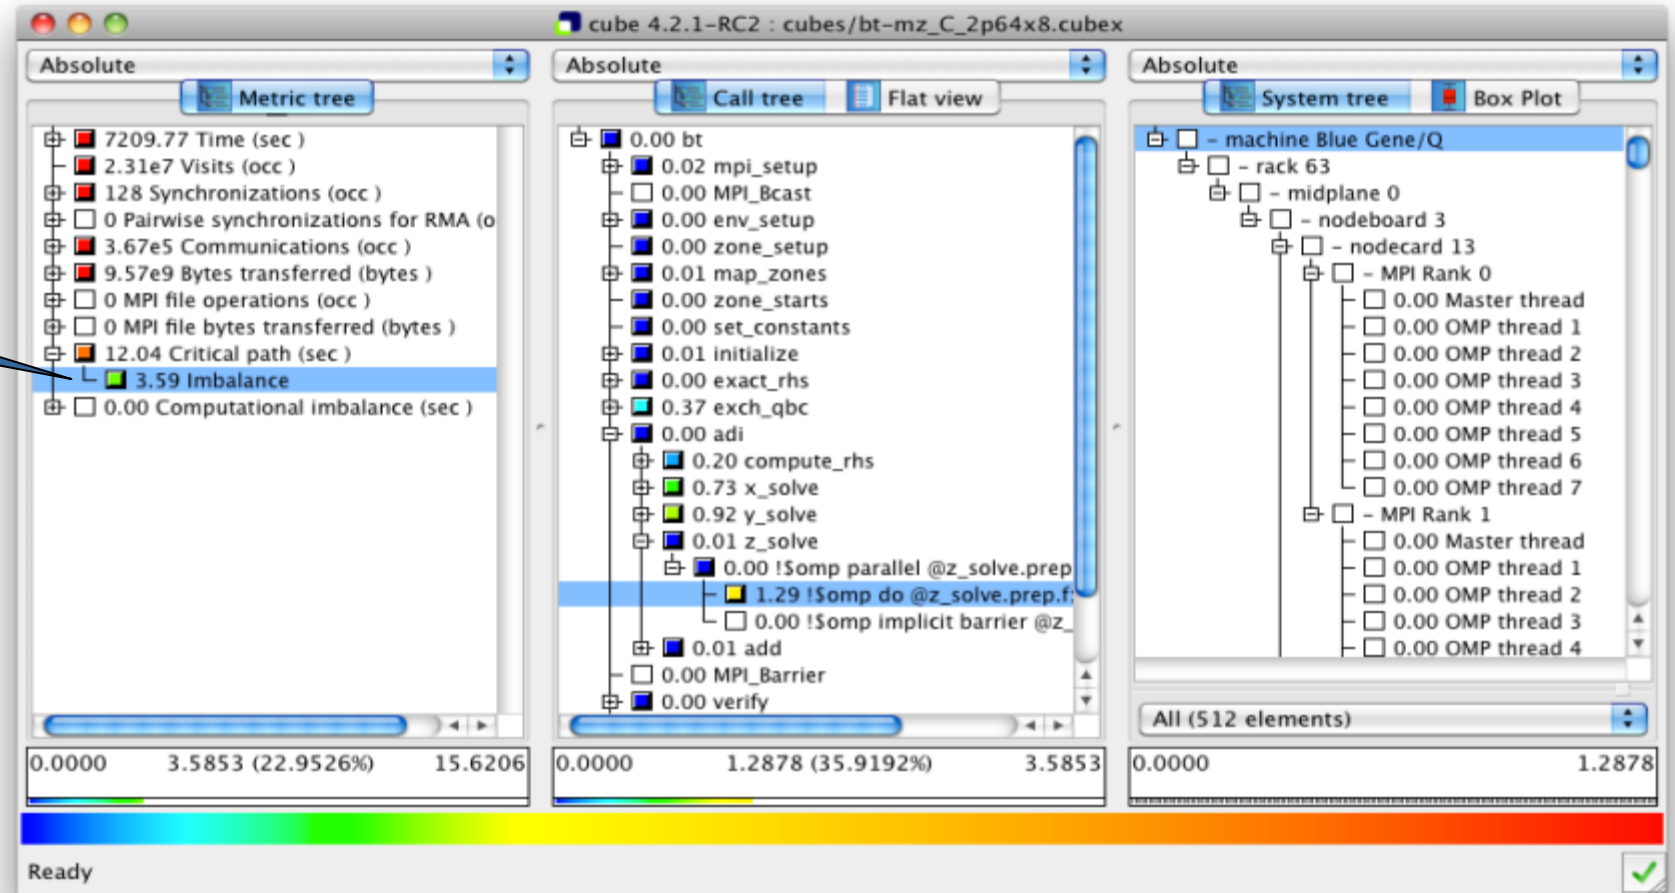 cube 4.2.1-RC2 : cubes/bt-mz_C_2p64x8.cubex
Absolute
Metric tree
7209.77 Time (sec )
2.31e7 Visits (occ )
128 Synchronizations (occ )
0 Pairwise synchronizations for RMA (o
3.67e5 Communications (occ )
9.57e9 Bytes transferred (bytes )
0 MPI file operations (occ )
0 MPI file bytes transferred (bytes )
12.04 Critical path (sec )
3.59 Imbalance
0.00 Computational imbalance (sec )
0.0000 3.5853 (22.9526%) 15.6206
Absolute
Call tree Flat view
0.00 bt
0.02 mpi_setup
0.00 MPI_Bcast
0.00 env_setup
0.00 zone_setup
0.01 map_zones
0.00 zone_starts
0.00 set_constants
0.01 initialize
0.00 exact_rhs
0.37 exch_qbc
0.00 adi
0.20 compute_rhs
0.73 x_solve
0.92 y_solve
0.01 z_solve
0.00 !$omp parallel @z_solve.prep
1.29 !$omp do @z_solve.prep.f:
0.00 !$omp implicit barrier @z_
0.01 add
0.00 MPI_Barrier
0.00 verify
0.0000 1.2878 (35.9192%) 3.5853
Absolute
System tree Box Plot
- machine Blue Gene/Q
- rack 63
- midplane 0
- nodeboard 3
- nodecard 13
- MPI Rank 0
0.00 Master thread
0.00 OMP thread 1
0.00 OMP thread 2
0.00 OMP thread 3
0.00 OMP thread 4
0.00 OMP thread 5
0.00 OMP thread 6
0.00 OMP thread 7
- MPI Rank 1
0.00 Master thread
0.00 OMP thread 1
0.00 OMP thread 2
0.00 OMP thread 3
0.00 OMP thread 4
All (512 elements)
0.0000 1.2878
Ready